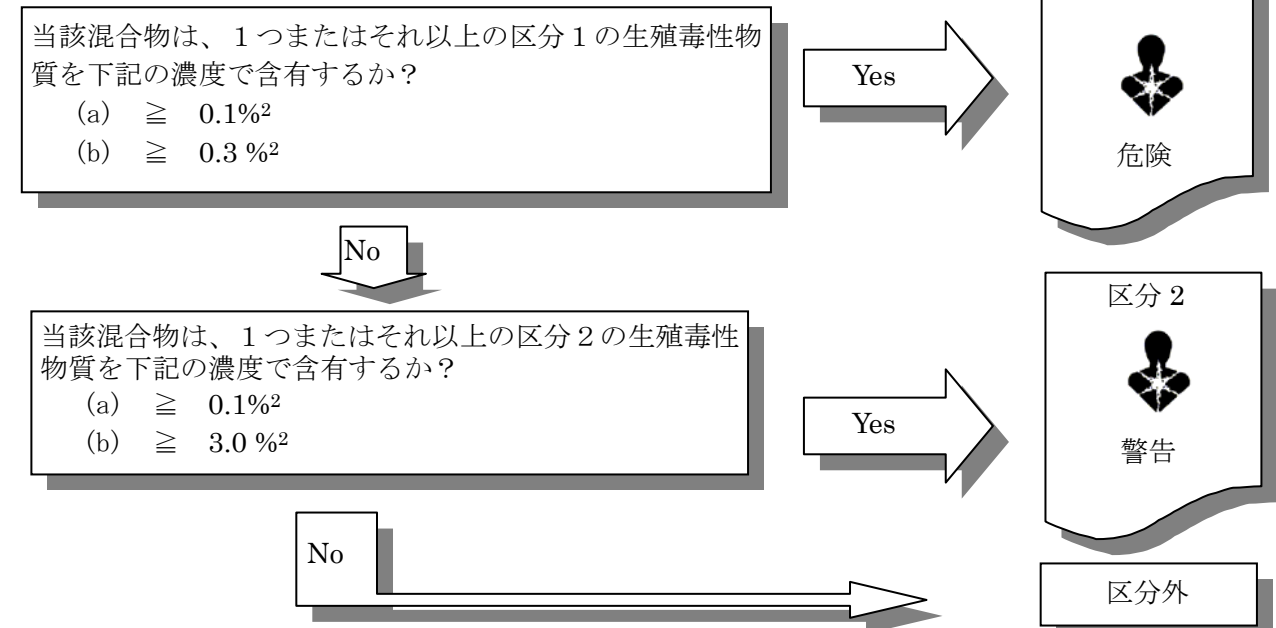 当該混合物は、１つまたはそれ以上の区分１の生殖毒性物
質を下記の濃度で含有するか？
(a) ≧ 0.1%²
(b) ≧ 0.3 %²
Yes
危険
No
当該混合物は、１つまたはそれ以上の区分２の生殖毒性
物質を下記の濃度で含有するか？
(a) ≧ 0.1%²
(b) ≧ 3.0 %²
Yes
区分 2
警告
No
区分外